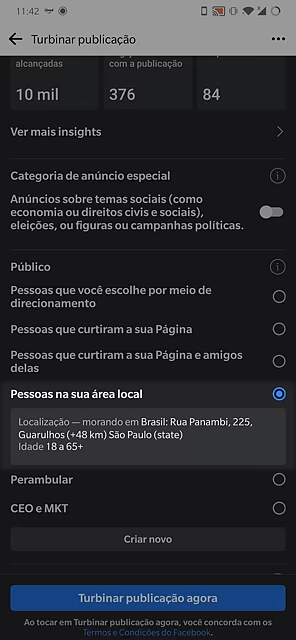 11:42
Turbinar publicação
alcançadas
com a publicação
10 mil
376
84
Ver mais insights
Categoria de anúncio especial
Anúncios sobre temas sociais (como
economia ou direitos civis e sociais),
eleições, ou figuras ou campanhas políticas.
Público
Pessoas que você escolhe por meio de
direcionamento
Pessoas que curtiram a sua Página
Pessoas que curtiram a sua Página e amigos
delas
Pessoas na sua área local
Localização — morando em Brasil: Rua Panambi, 225,
Guarulhos (+48 km) São Paulo (state)
Idade 18 a 65+
Perambular
CEO e MKT
Criar novo
Turbinar publicação agora
Ao tocar em Turbinar publicação agora, você concorda com os
Termos e Condições do Facebook.